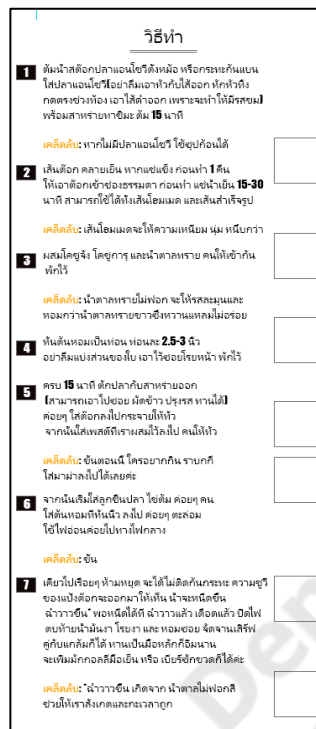 วิธีทำ
1 ต้มน้ำสต๊อกปลาแอนโชวีตั้งหม้อ หรือกระทะก้นแบน
ใส่ปลาแอนโชวี(อย่าลืมเอาหัวกับไส้ออก หักหัวทิ้ง
กดตรงช่วงท้อง เอาไส้ดำออก เพราะจะทำให้มีรสขม)
พร้อมสาหร่ายทาชิมะ ต้ม 15 นาที
เคล็ดลับ: หากไม่มีปลาแอนโชวี ใช้ซุปก้อนได้
2 เส้นต๊อก คลายเย็น หากแช่แข็ง ก่อนทำ 1 คืน
ให้เอาต๊อกเข้าช่องธรรมดา ก่อนทำ แช่น้ำเย็น 15-30
นาที สามารถใช้ได้ทั้งเส้นโฮมเมด และเส้นสำเร็จรูป
เคล็ดลับ: เส้นโฮมเมดจะให้ความเหนียม นุ่ม หนึบกว่า
3 ผสมโคชูจัง โคชูการุ และน้ำตาลทราย คนให้เข้ากัน
พักไว้
เคล็ดลับ: น้ำตาลทรายไม่ฟอก จะให้รสละมุนและ
หอมกว่าน้ำตาลทรายขาวซึ่งหวานแหลมไม่อร่อย
4 หั่นต้นหอมเป็นท่อน ท่อนละ 2.5-3 นิ้ว
อย่าลืมแบ่งส่วนของใบ เอาไว้ซอยโรยหน้า พักไว้
5 ครบ 15 นาที ตักปลากับสาหร่ายออก
(สามารถเอาไปซอย ผัดข้าว ปรุงรส ทานได้)
ค่อยๆ ใส่ต๊อกลงไปกระจายให้ทั่ว
จากนั้นใส่เพสต์ที่เราผสมไว้ลงไป คนให้ทั่ว
เคล็ดลับ: ขั้นตอนนี้ ใครอยากกิน ราบกกี
ใส่มาม่าลงไปได้เลยค่ะ
6 จากนั้นเริ่มใส่ลูกชิ้นปลา ไข่ต้ม ค่อยๆ คน
ใส่ต้นหอมที่หั่นนิ้ว ลงไป ค่อยๆ ตะล่อม
ใช้ไฟอ่อนค่อยไปทางไฟกลาง
เคล็ดลับ: ข้น
7 เคี่ยวไปเรื่อยๆ ห้ามหยุด จะได้ไม่ติดก้นกระทะ ความชูวี
ของแป้งต๊อกจะออกมาให้เห็น น้ำจะหนืดขึ้น
ฉ่ำวาวขึ้น" พอหนืดได้ที่ ฉ่ำวาวแล้ว เดือดแล้ว ปิดไฟ
ตบท้ายน้ำมันงา โรยงา และ หอมซอย จัดจานเสิร์ฟ
คู่กับแกล้มก็ได้ ทานเป็นมือหลักก็อิ่มนาน
จะเพิ่มมักกอลลีมือเย็น หรือ เบียร์ซักขวดก็ได้ค่ะ
เคล็ดลับ: "ฉ่ำวาวขึ้น เกิดจาก น้ำตาลไม่ฟอกสี
ช่วยให้เราสังเกตและกะเวลาถูก